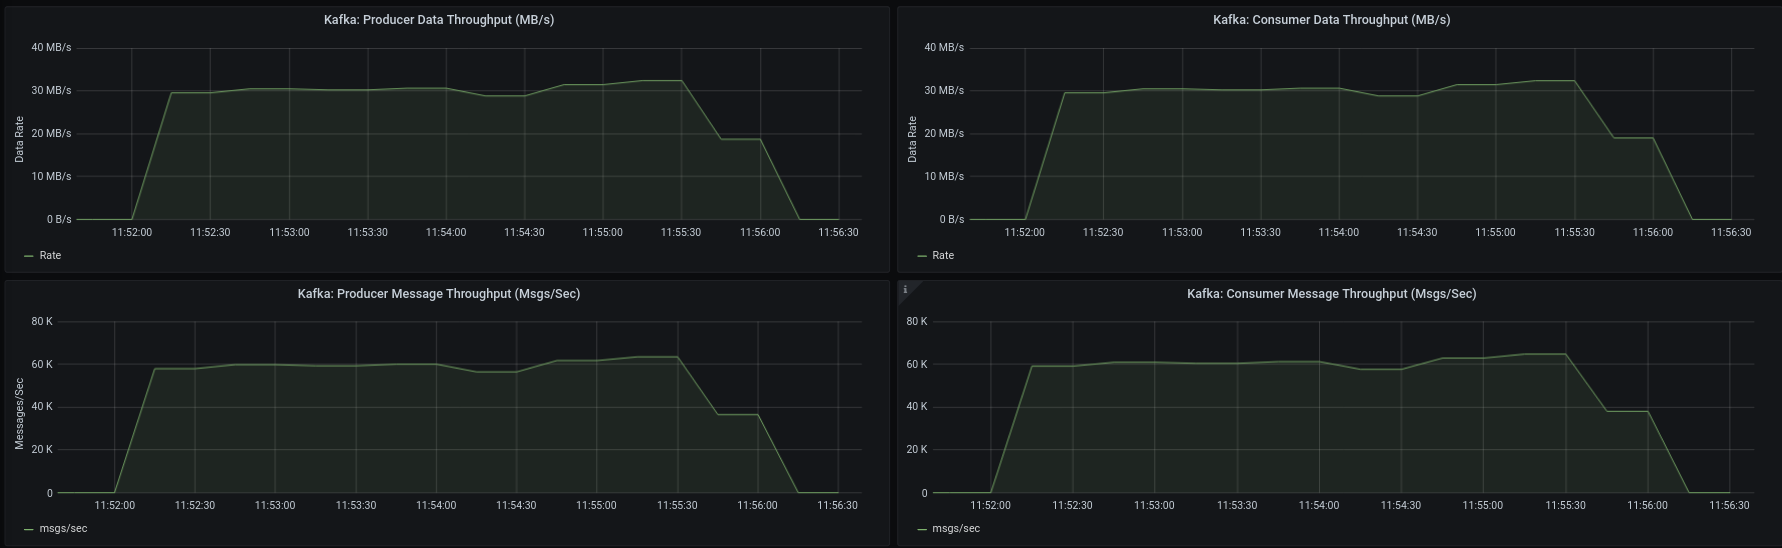 Kafka: Producer Data Throughput (MB/s)
40 MB/s
30 MB/s
20 MB/s
10 MB/s
0 B/s
Data Rate
11:52:00 11:52:30 11:53:00 11:53:30 11:54:00 11:54:30 11:55:00 11:55:30 11:56:00 11:56:30
Rate
Kafka: Consumer Data Throughput (MB/s)
40 MB/s
30 MB/s
20 MB/s
10 MB/s
0 B/s
Data Rate
11:52:00 11:52:30 11:53:00 11:53:30 11:54:00 11:54:30 11:55:00 11:55:30 11:56:00 11:56:30
Rate
Kafka: Producer Message Throughput (Msgs/Sec)
80 K
60 K
40 K
20 K
0
Messages/Sec
11:52:00 11:52:30 11:53:00 11:53:30 11:54:00 11:54:30 11:55:00 11:55:30 11:56:00 11:56:30
msgs/sec
i
Kafka: Consumer Message Throughput (Msgs/Sec)
80 K
60 K
40 K
20 K
0
11:52:00 11:52:30 11:53:00 11:53:30 11:54:00 11:54:30 11:55:00 11:55:30 11:56:00 11:56:30
msgs/sec